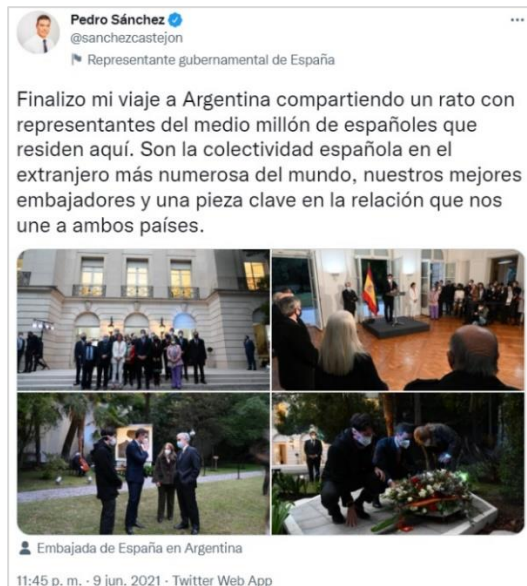 Pedro Sánchez
@sanchezcastejon
Representante gubernamental de España
Finalizo mi viaje a Argentina compartiendo un rato con
representantes del medio millón de españoles que
residen aquí. Son la colectividad española en el
extranjero más numerosa del mundo, nuestros mejores
embajadores y una pieza clave en la relación que nos
une a ambos países.
Embajada de España en Argentina
11:45 p. m. · 9 jun. 2021 · Twitter Web App